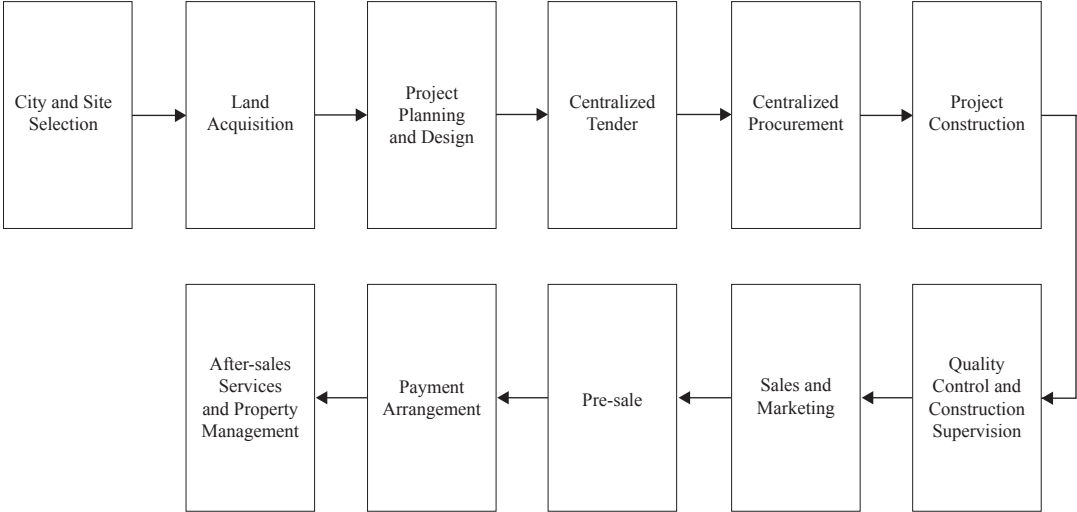 City and Site
Selection
Land
Acquisition
Project
Planning
and Design
Centralized
Tender
Centralized
Procurement
Project
Construction
Quality
Control and
Construction
Supervision
Sales and
Marketing
Pre-sale
Payment
Arrangement
After-sales
Services
and Property
Management